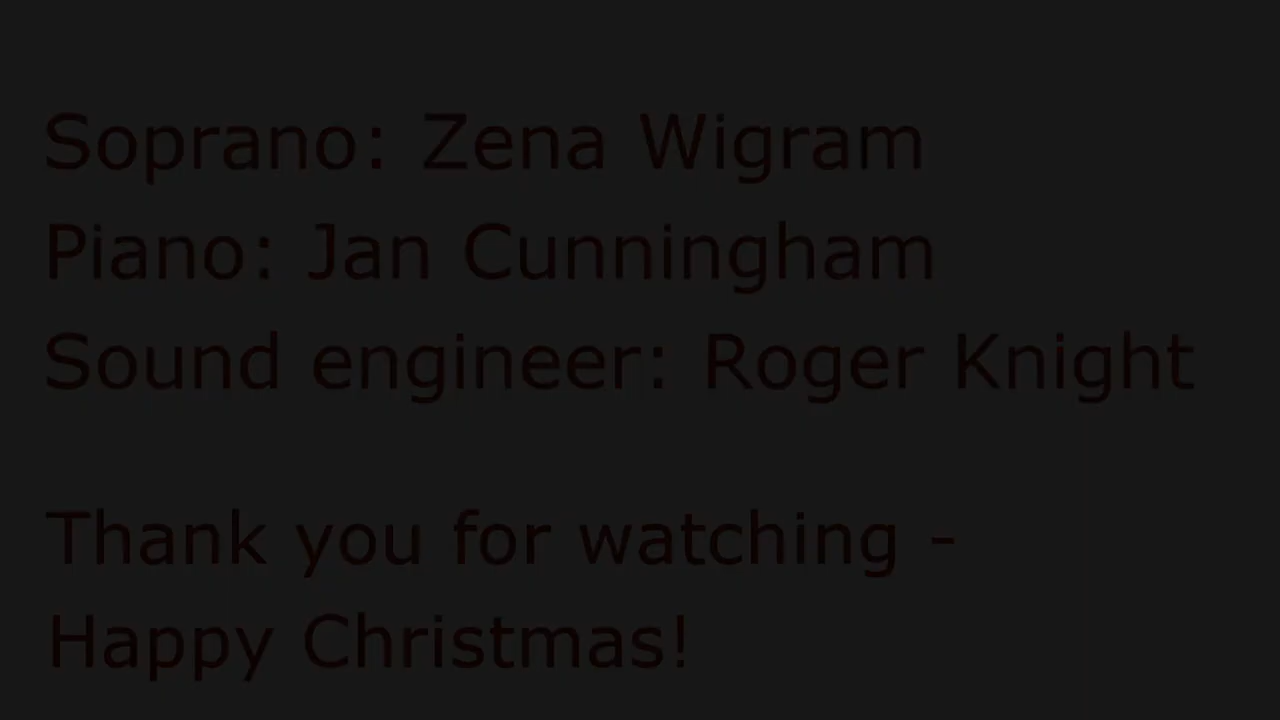 Soprano: Zena Wigram
Piano: Jan Cunningham
Sound engineer: Roger Knight
Thank you for watching -
Happy Christmas!